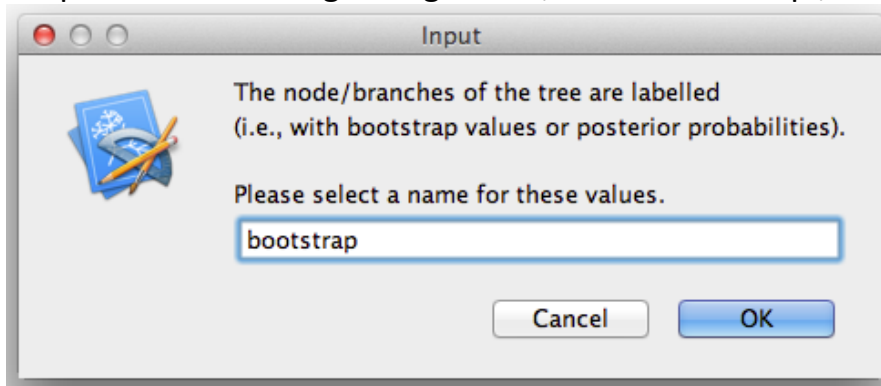 Input
The node/branches of the tree are labelled
(i.e., with bootstrap values or posterior probabilities).
Please select a name for these values.
bootstrap
Cancel OK